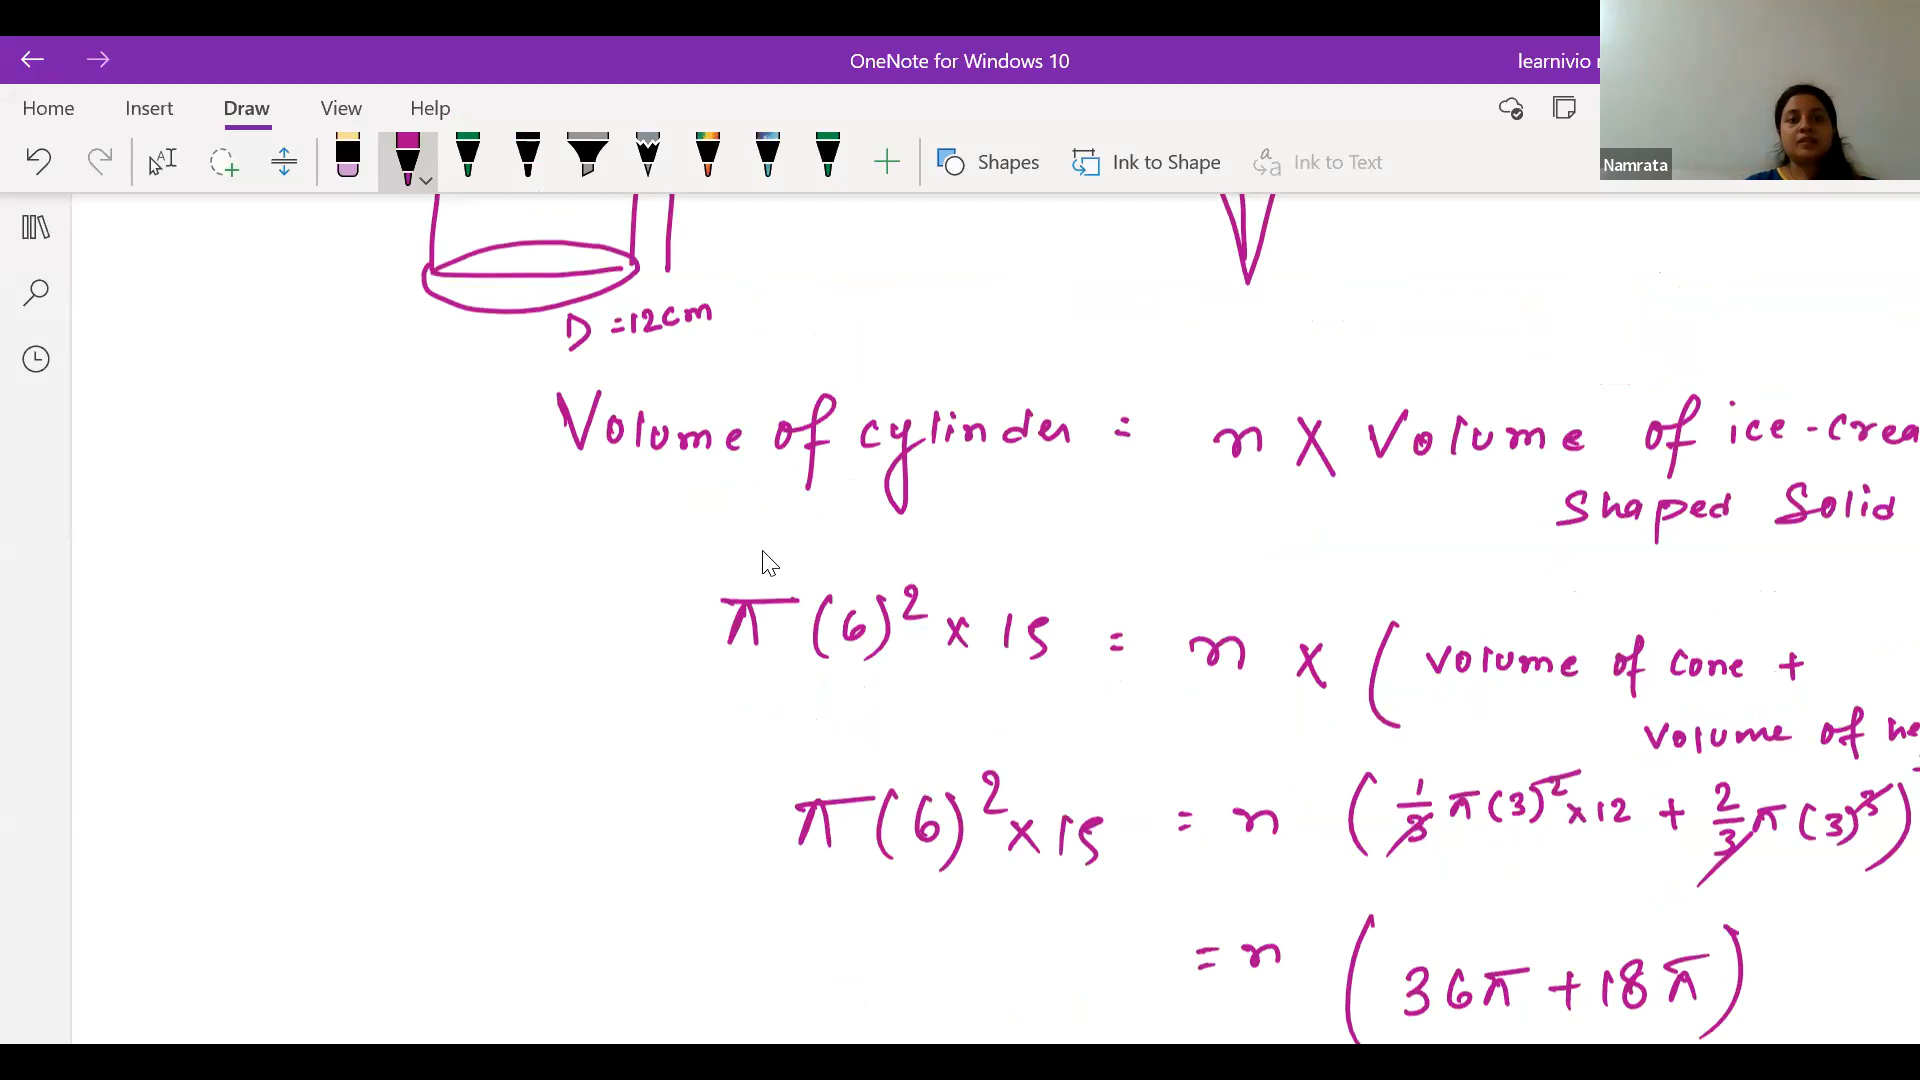 OneNote for Windows 10
learnivio
Home Insert Draw View Help
Shapes Ink to Shape Ink to Text
Namrata
D = 12cm
Volume of cylinder = n X Volume of ice-crea
Shaped Solid
π (6)² x 15 = n x ( volume of cone +
volume of he
π (6)² x 15 = n ( 1/3 π (3)² x 12 + 2/3 π (3)³ )
= n ( 36π + 18π )